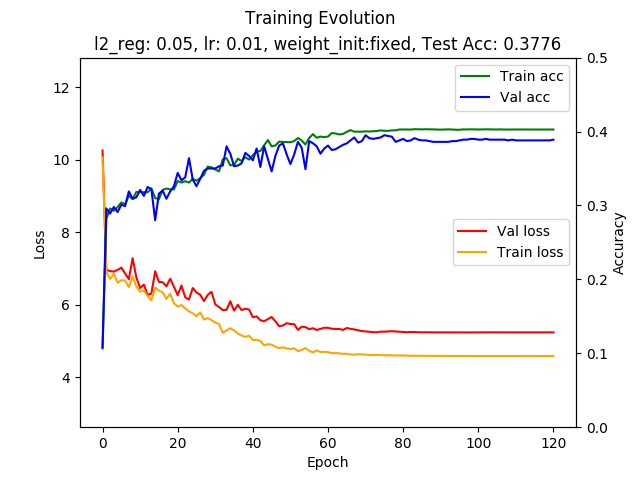 Training Evolution
l2_reg: 0.05, lr: 0.01, weight_init:fixed, Test Acc: 0.3776
Train acc
Val acc
Val loss
Train loss
Loss
12
10
8
6
4
Accuracy
0.5
0.4
0.3
0.2
0.1
0.0
0 20 40 60 80 100 120
Epoch